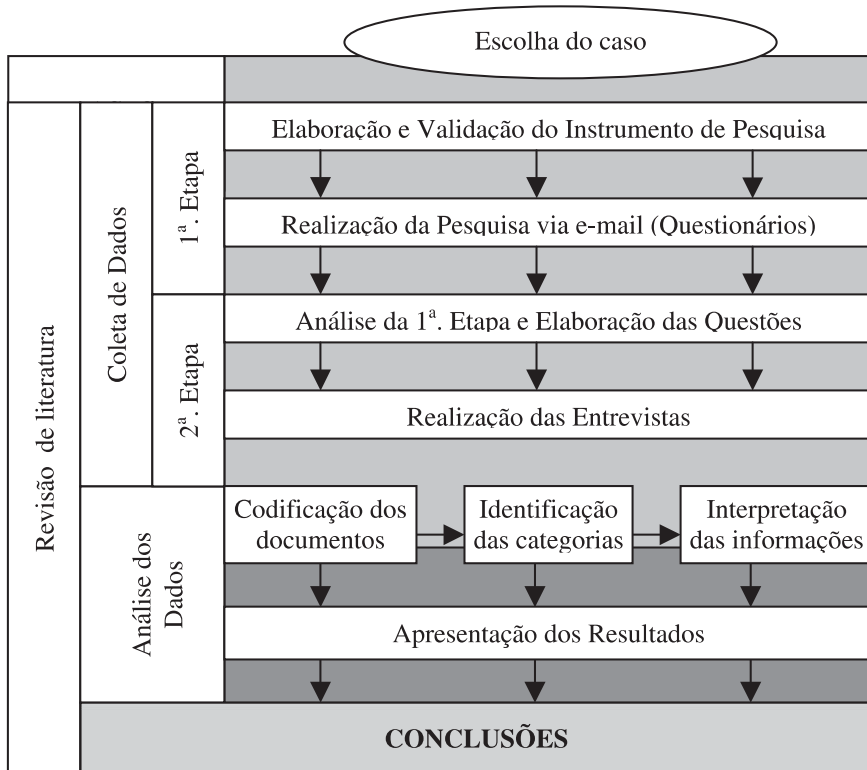 Escolha do caso
Revisão de literatura
Coleta de Dados
1ª. Etapa
Elaboração e Validação do Instrumento de Pesquisa
Realização da Pesquisa via e-mail (Questionários)
2ª. Etapa
Análise da 1ª. Etapa e Elaboração das Questões
Realização das Entrevistas
Análise dos
Dados
Codificação dos
documentos
Identificação
das categorias
Interpretação
das informações
Apresentação dos Resultados
CONCLUSÕES